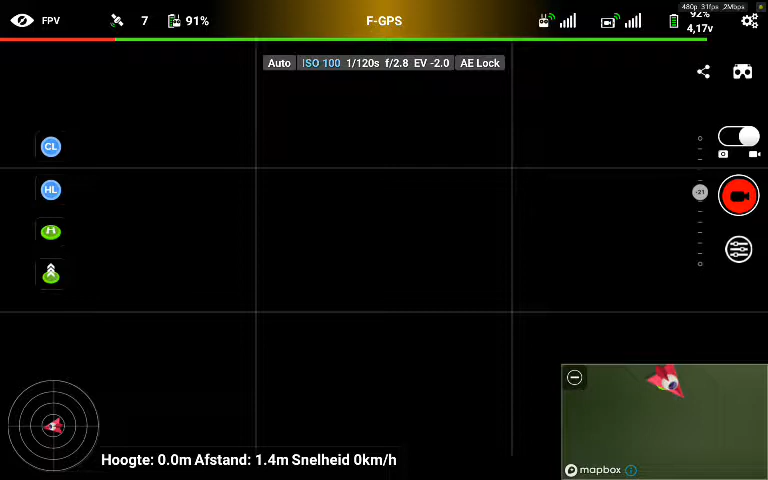 480p 31fps ,2Mbps
FPV 7 91% F-GPS 92%
4,17v
Auto ISO 100 1/120s f/2.8 EV -2.0 AE Lock
CL
HL
-21
H
Hoogte: 0.0m Afstand: 1.4m Snelheid 0km/h
mapbox